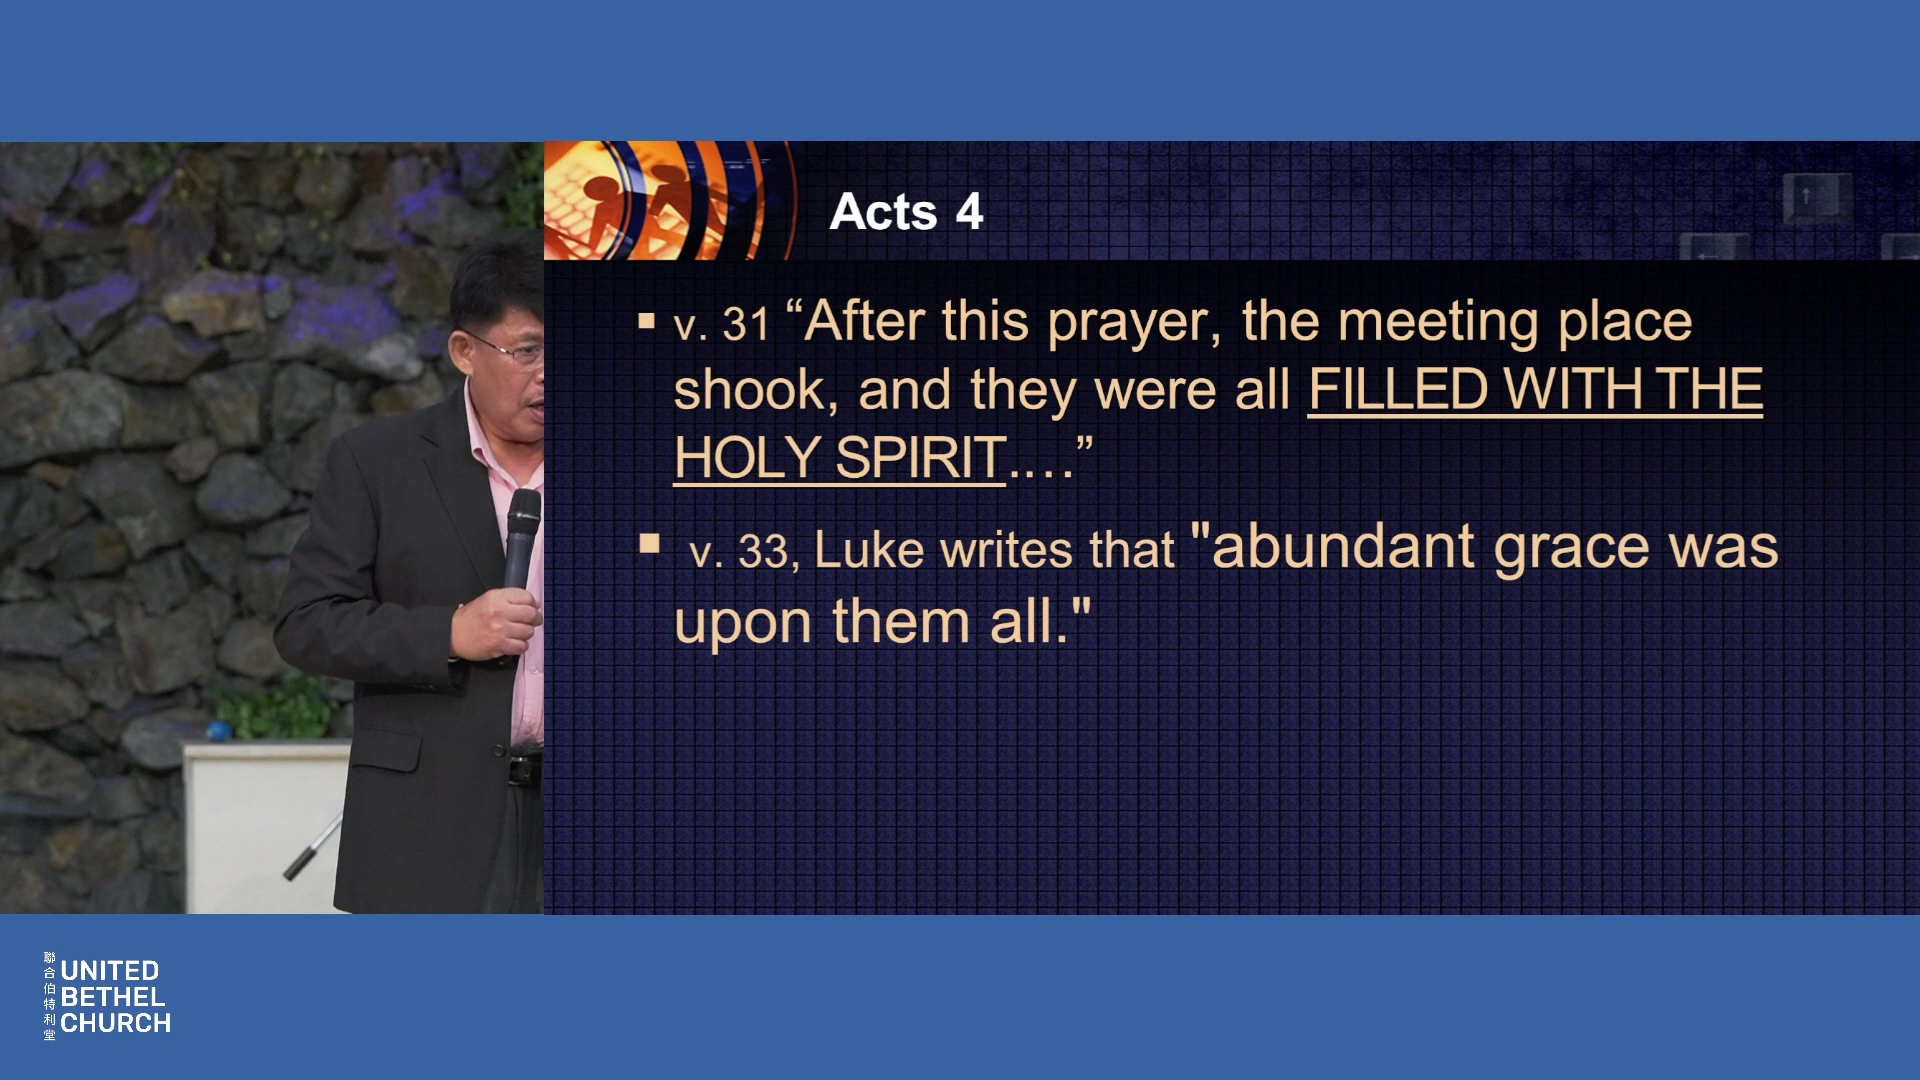 Acts 4
▪ v. 31 “After this prayer, the meeting place
shook, and they were all FILLED WITH THE
HOLY SPIRIT.…”
▪ v. 33, Luke writes that "abundant grace was
upon them all."
聯合伯特利堂
UNITED
BETHEL
CHURCH